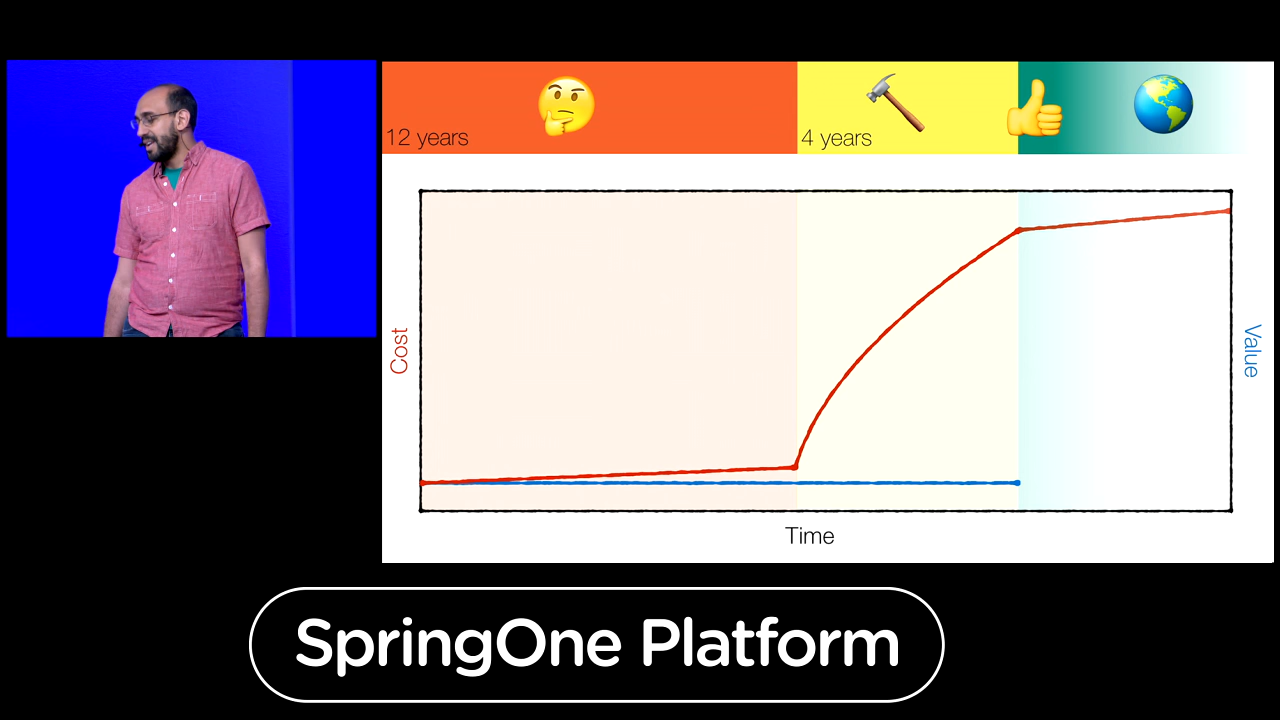 12 years
4 years
Cost
Value
Time
SpringOne Platform